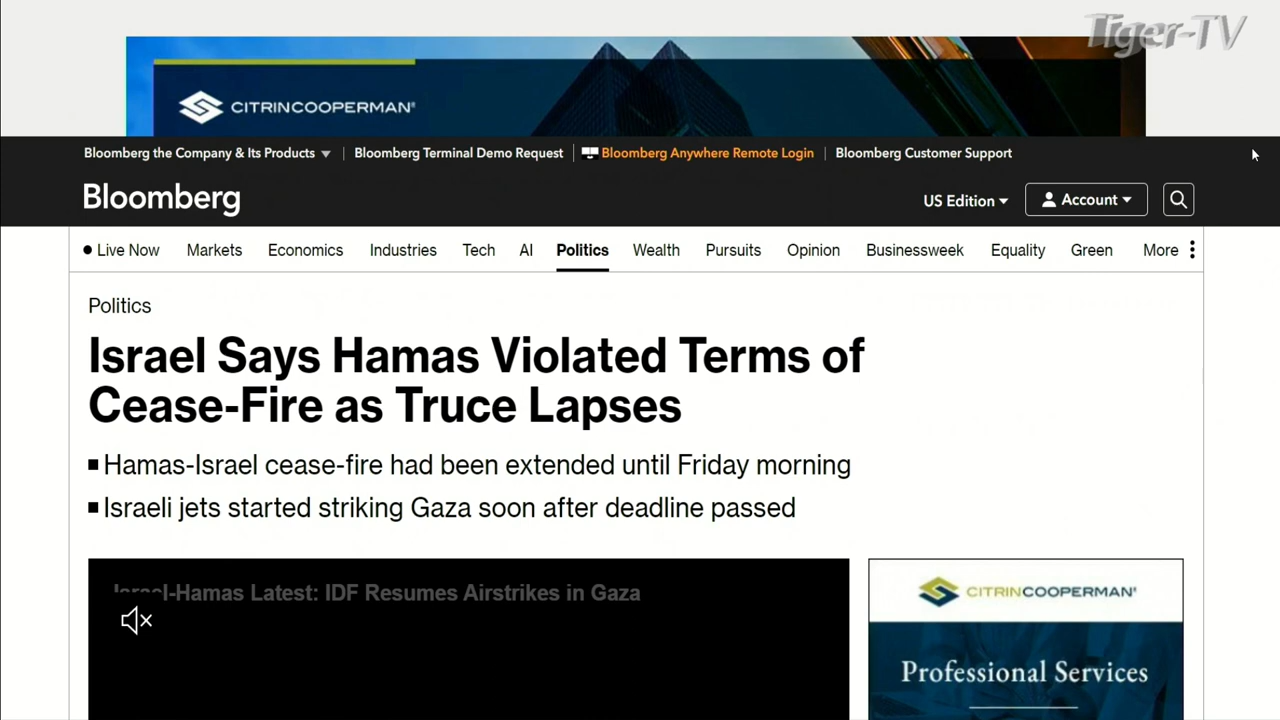 Tiger-TV
CITRINCOOPERMAN®
Bloomberg the Company & Its Products
Bloomberg Terminal Demo Request
Bloomberg Anywhere Remote Login
Bloomberg Customer Support
Bloomberg
US Edition
Account
Live Now
Markets
Economics
Industries
Tech
AI
Politics
Wealth
Pursuits
Opinion
Businessweek
Equality
Green
More
Politics
Israel Says Hamas Violated Terms of
Cease-Fire as Truce Lapses
Hamas-Israel cease-fire had been extended until Friday morning
Israeli jets started striking Gaza soon after deadline passed
Israel-Hamas Latest: IDF Resumes Airstrikes in Gaza
CITRINCOOPERMAN®
Professional Services